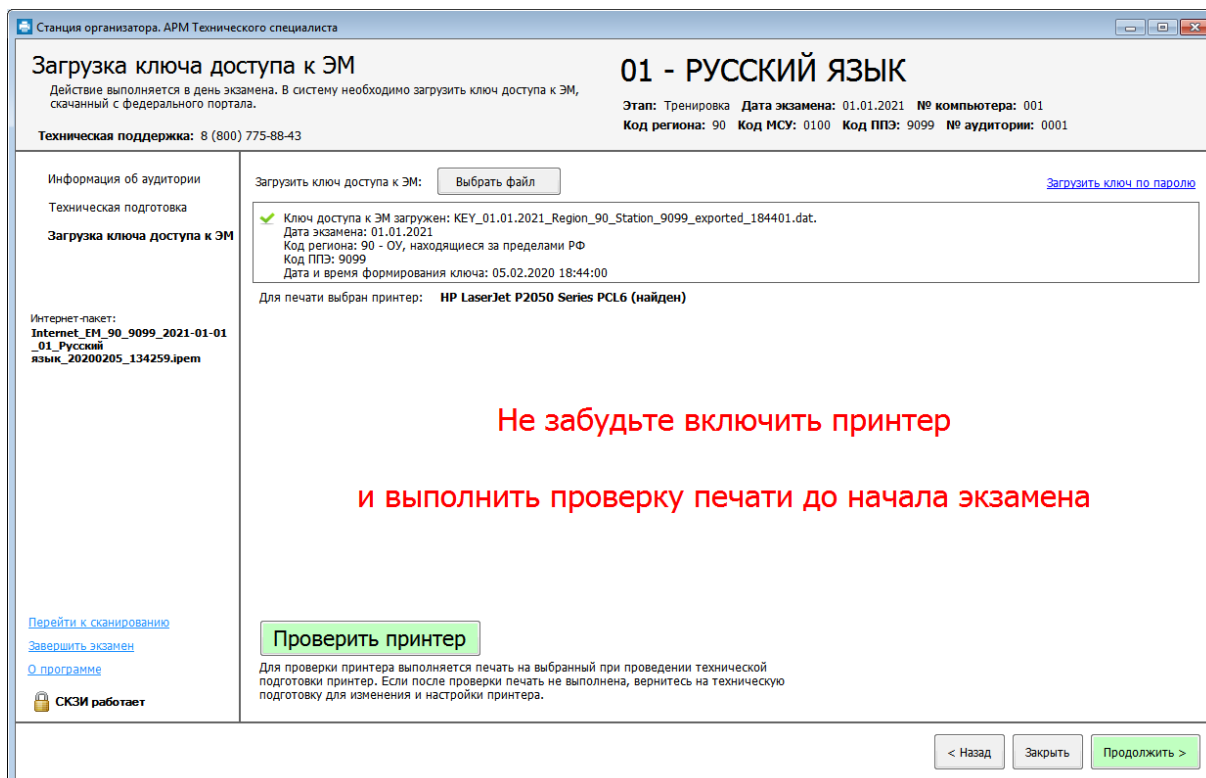 Станция организатора. АРМ Технического специалиста
Загрузка ключа доступа к ЭМ
Действие выполняется в день экзамена. В систему необходимо загрузить ключ доступа к ЭМ,
скачанный с федерального портала.
Техническая поддержка: 8 (800) 775-88-43
01 - РУССКИЙ ЯЗЫК
Этап: Тренировка Дата экзамена: 01.01.2021 № компьютера: 001
Код региона: 90 Код МСУ: 0100 Код ППЭ: 9099 № аудитории: 0001
Информация об аудитории
Техническая подготовка
Загрузка ключа доступа к ЭМ
Интернет-пакет:
Internet_EM_90_9099_2021-01-01
_01_Русский
язык_20200205_134259.ipem
Перейти к сканированию
Завершить экзамен
О программе
СКЗИ работает
Загрузить ключ доступа к ЭМ: Выбрать файл
Загрузить ключ по паролю
Ключ доступа к ЭМ загружен: KEY_01.01.2021_Region_90_Station_9099_exported_184401.dat.
Дата экзамена: 01.01.2021
Код региона: 90 - ОУ, находящиеся за пределами РФ
Код ППЭ: 9099
Дата и время формирования ключа: 05.02.2020 18:44:00
Для печати выбран принтер: HP LaserJet P2050 Series PCL6 (найден)
Не забудьте включить принтер
и выполнить проверку печати до начала экзамена
Проверить принтер
Для проверки принтера выполняется печать на выбранный при проведении технической
подготовки принтер. Если после проверки печать не выполнена, вернитесь на техническую
подготовку для изменения и настройки принтера.
< Назад Закрыть Продолжить >